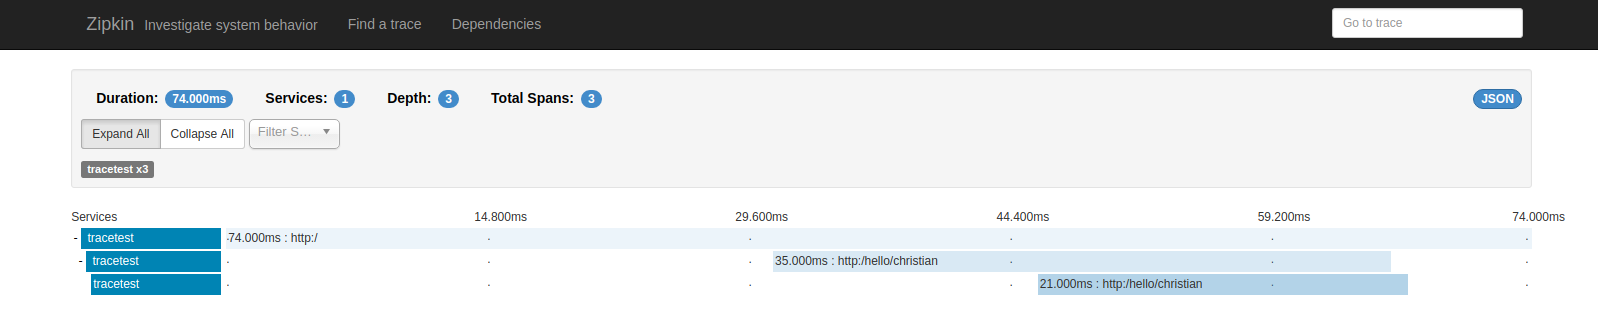 Zipkin Investigate system behavior Find a trace Dependencies Go to trace
Duration: 74.000ms Services: 1 Depth: 3 Total Spans: 3 JSON
Expand All Collapse All Filter S...
tracetest x3
Services 14.800ms 29.600ms 44.400ms 59.200ms 74.000ms
- tracetest 74.000ms : http:/
- tracetest 35.000ms : http:/hello/christian
tracetest 21.000ms : http:/hello/christian